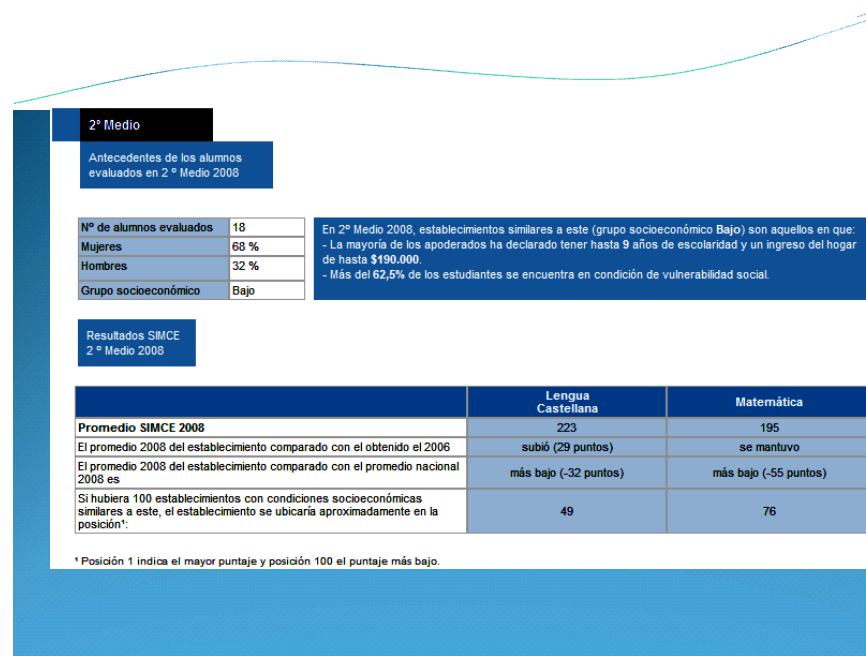 2° Medio
Antecedentes de los alumnos
evaluados en 2 º Medio 2008
Nº de alumnos evaluados 18
Mujeres 68 %
Hombres 32 %
Grupo socioeconómico Bajo
En 2º Medio 2008, establecimientos similares a este (grupo socioeconómico Bajo) son aquellos en que:
- La mayoría de los apoderados ha declarado tener hasta 9 años de escolaridad y un ingreso del hogar
de hasta $190.000.
- Más del 62,5% de los estudiantes se encuentra en condición de vulnerabilidad social.
Resultados SIMCE
2 º Medio 2008
Lengua
Castellana
Matemática
Promedio SIMCE 2008 223 195
El promedio 2008 del establecimiento comparado con el obtenido el 2006 subió (29 puntos) se mantuvo
El promedio 2008 del establecimiento comparado con el promedio nacional
2008 es
más bajo (-32 puntos) más bajo (-55 puntos)
Si hubiera 100 establecimientos con condiciones socioeconómicas
similares a este, el establecimiento se ubicaría aproximadamente en la
posición¹:
49 76
¹ Posición 1 indica el mayor puntaje y posición 100 el puntaje más bajo.